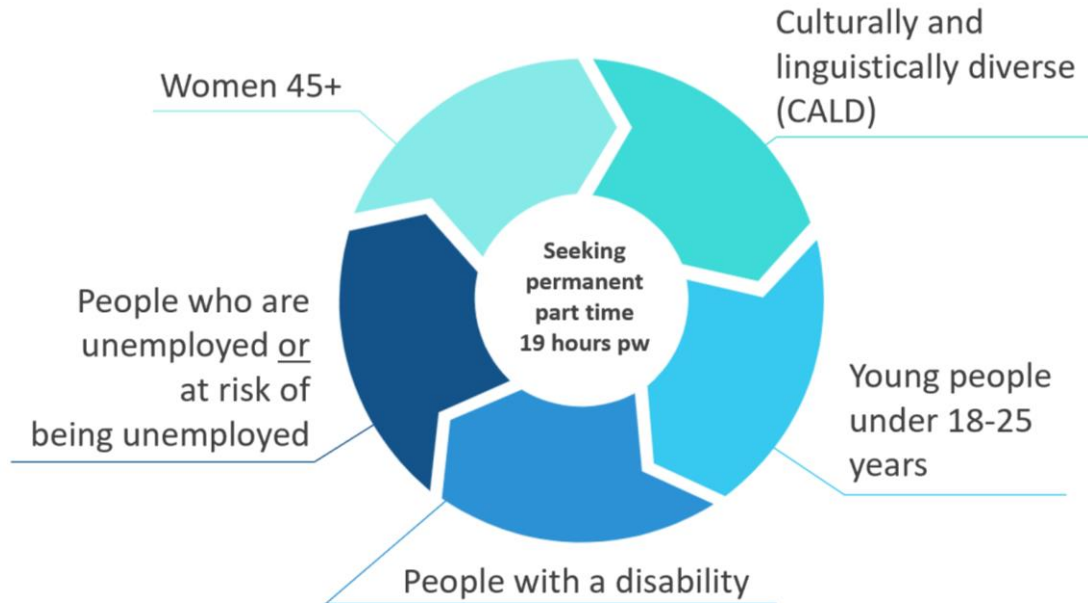 Women 45+
Culturally and
linguistically diverse
(CALD)
Seeking
permanent
part time
19 hours pw
People who are
unemployed or
at risk of
being unemployed
Young people
under 18-25
years
People with a disability